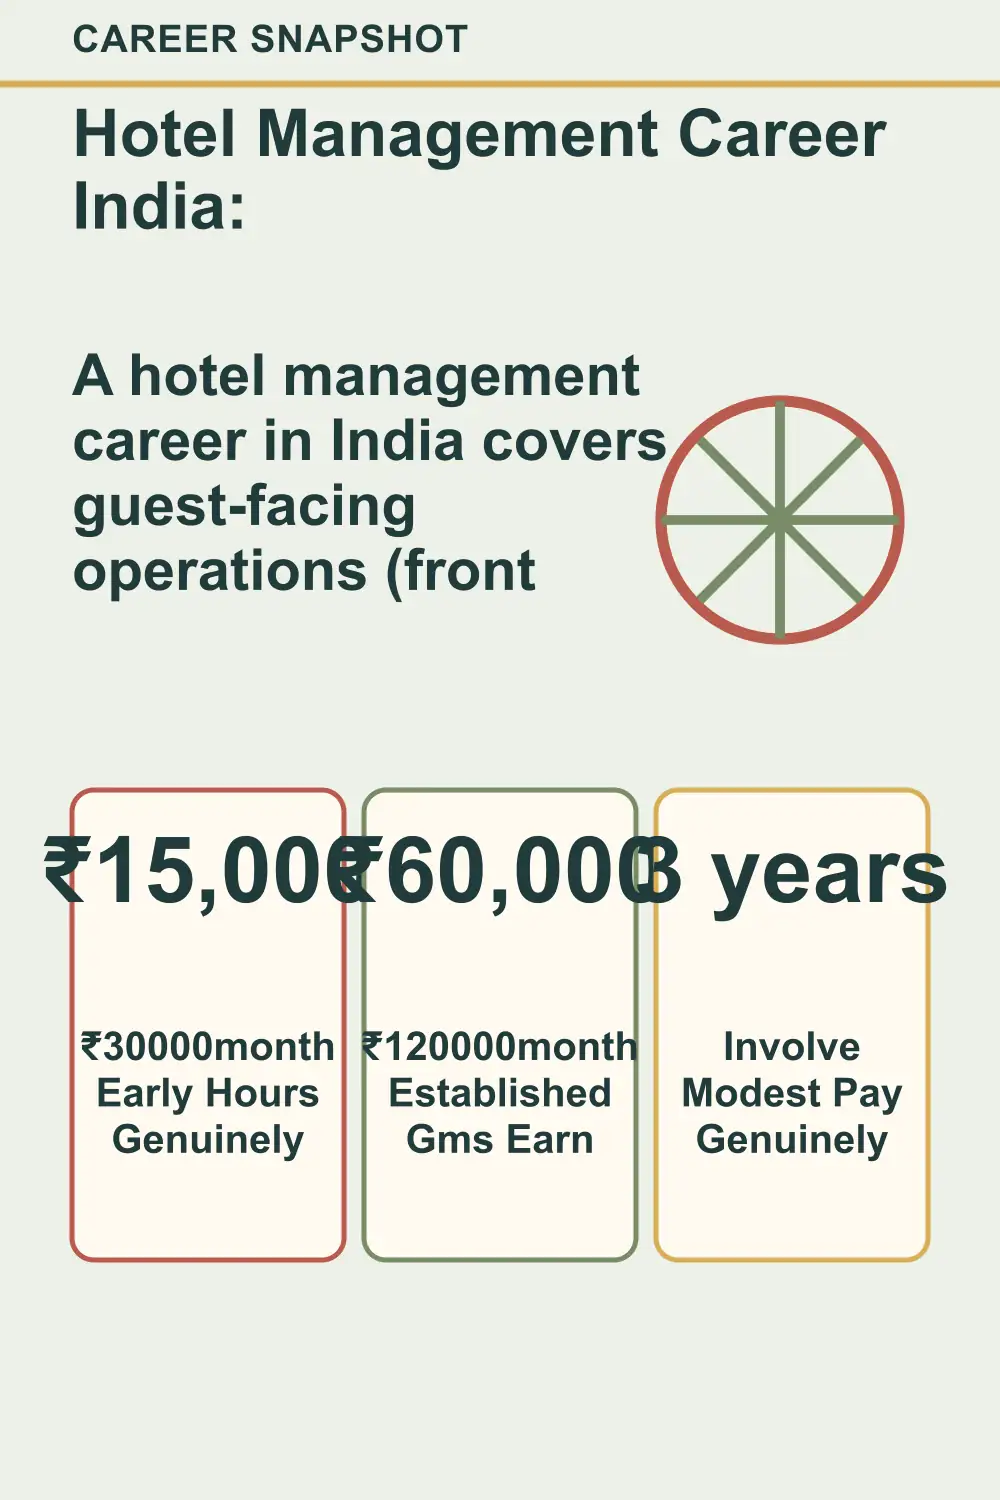 CAREER SNAPSHOT
Hotel Management Career
India:
A hotel management
career in India covers
guest-facing
operations (front
₹15,000
₹60,000
3 years
₹30000month
Early Hours
Genuinely
₹120000month
Established
Gms Earn
Involve
Modest Pay
Genuinely